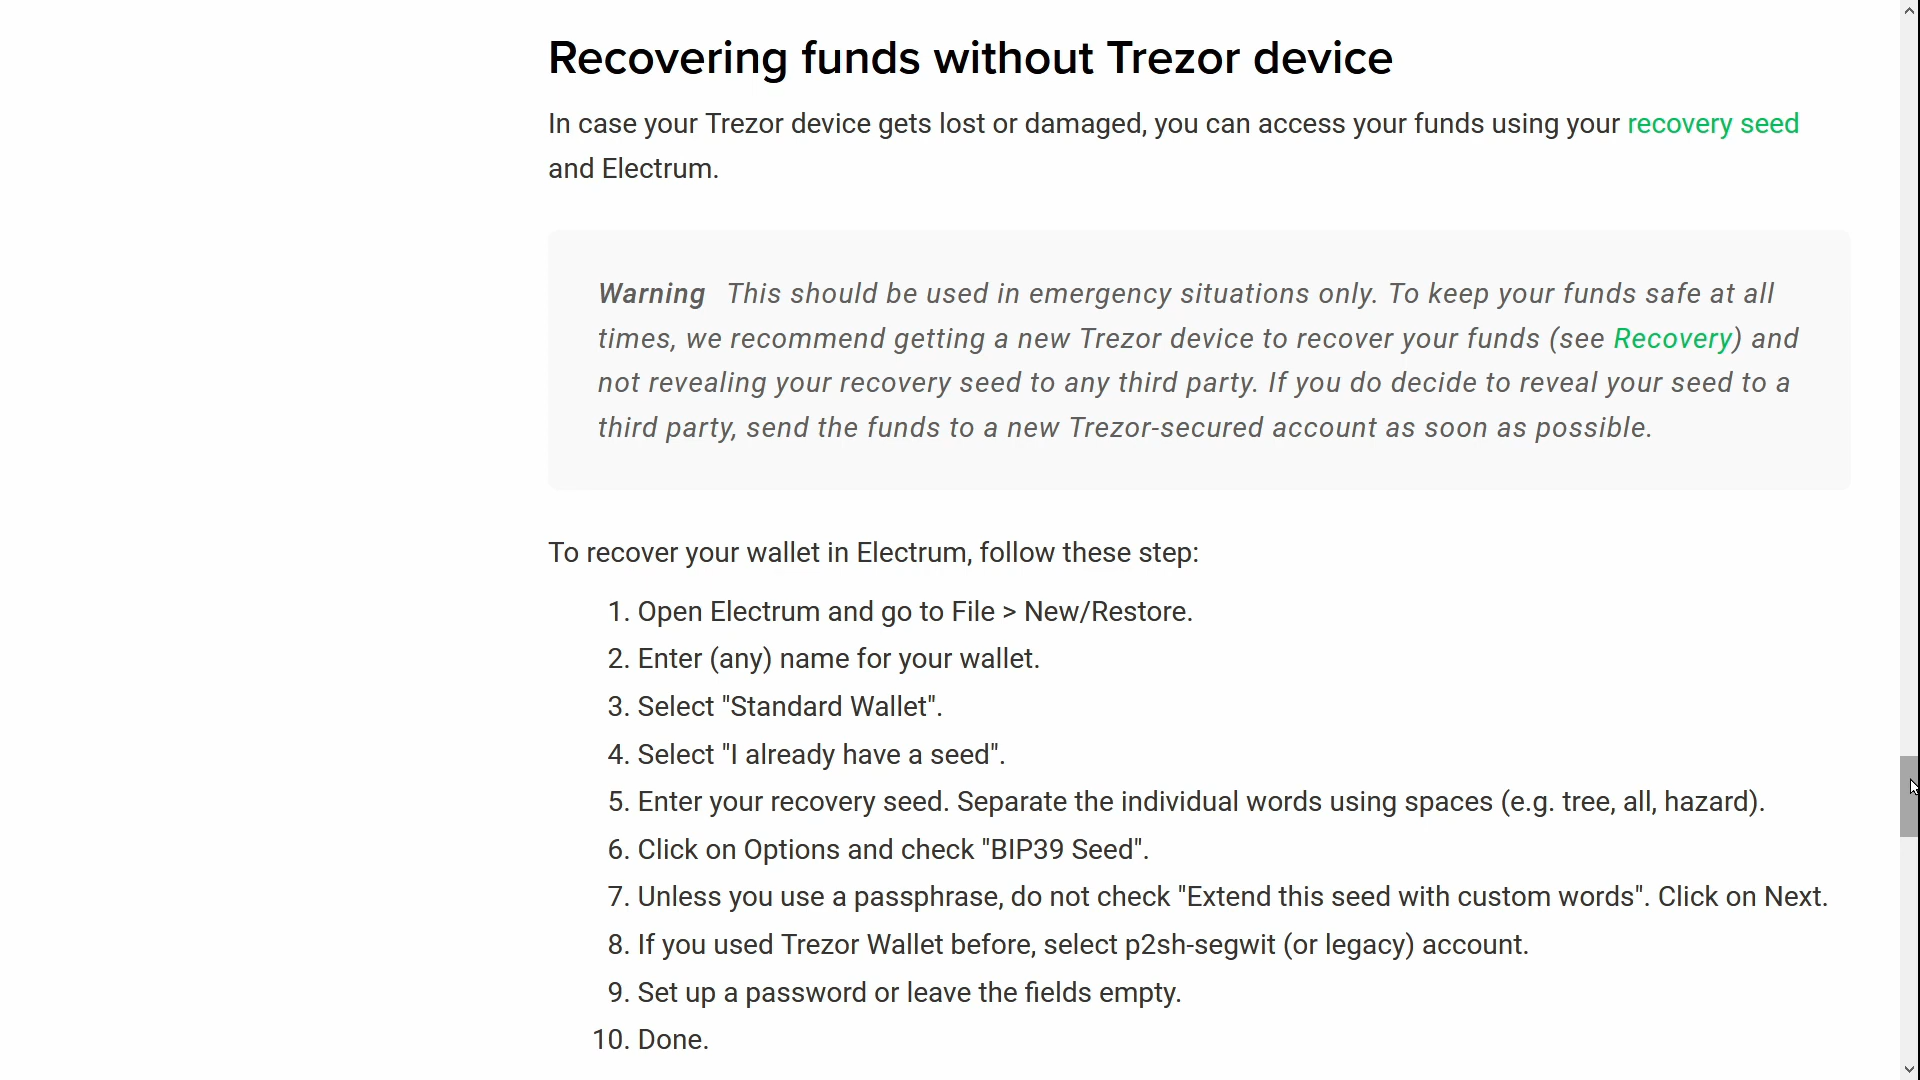 Recovering funds without Trezor device
In case your Trezor device gets lost or damaged, you can access your funds using your recovery seed
and Electrum.
Warning This should be used in emergency situations only. To keep your funds safe at all
times, we recommend getting a new Trezor device to recover your funds (see Recovery) and
not revealing your recovery seed to any third party. If you do decide to reveal your seed to a
third party, send the funds to a new Trezor-secured account as soon as possible.
To recover your wallet in Electrum, follow these step:
1. Open Electrum and go to File > New/Restore.
2. Enter (any) name for your wallet.
3. Select "Standard Wallet".
4. Select "I already have a seed".
5. Enter your recovery seed. Separate the individual words using spaces (e.g. tree, all, hazard).
6. Click on Options and check "BIP39 Seed".
7. Unless you use a passphrase, do not check "Extend this seed with custom words". Click on Next.
8. If you used Trezor Wallet before, select p2sh-segwit (or legacy) account.
9. Set up a password or leave the fields empty.
10. Done.